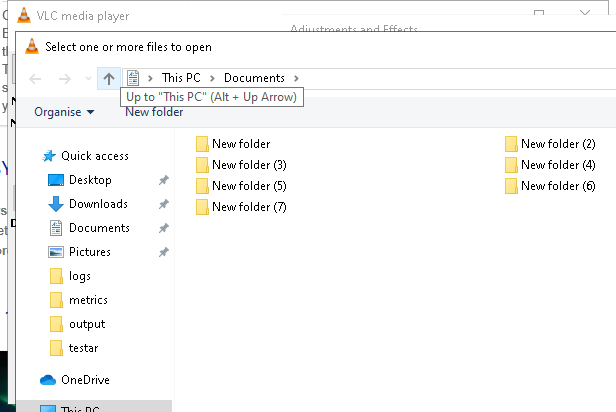 VLC media player
Adjustments and Effects
Select one or more files to open
This PC
Documents
Up to "This PC" (Alt + Up Arrow)
Organise
New folder
Quick access
Desktop
Downloads
Documents
Pictures
logs
metrics
output
testar
OneDrive
This PC
New folder
New folder (2)
New folder (3)
New folder (4)
New folder (5)
New folder (6)
New folder (7)